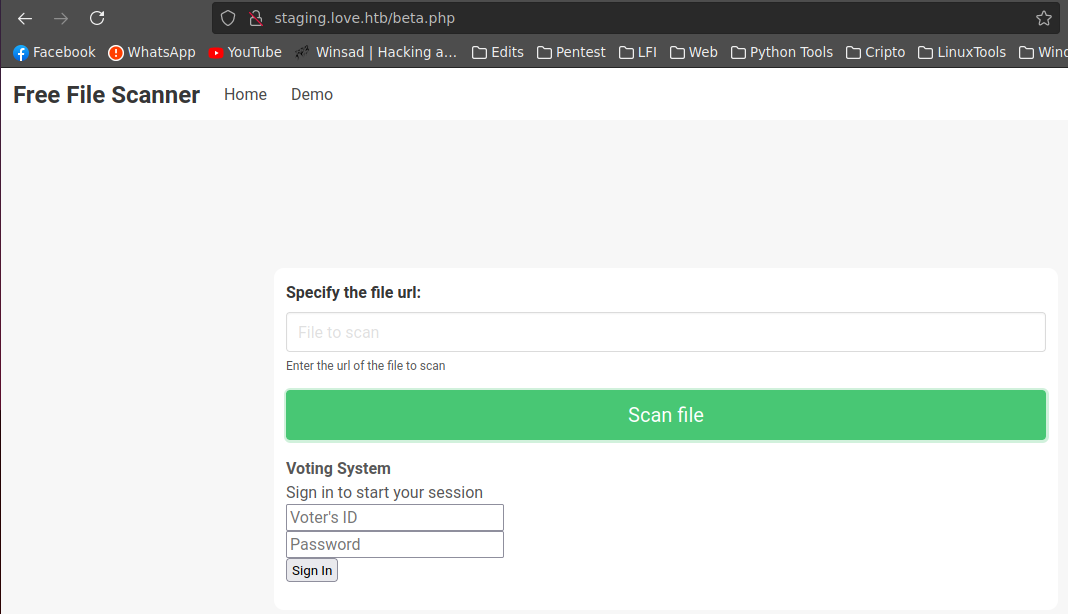 staging.love.htb/beta.php
Facebook WhatsApp YouTube Winsad | Hacking a... Edits Pentest LFI Web Python Tools Cripto LinuxTools Wind
Free File Scanner Home Demo
Specify the file url:
File to scan
Enter the url of the file to scan
Scan file
Voting System
Sign in to start your session
Voter's ID
Password
Sign In